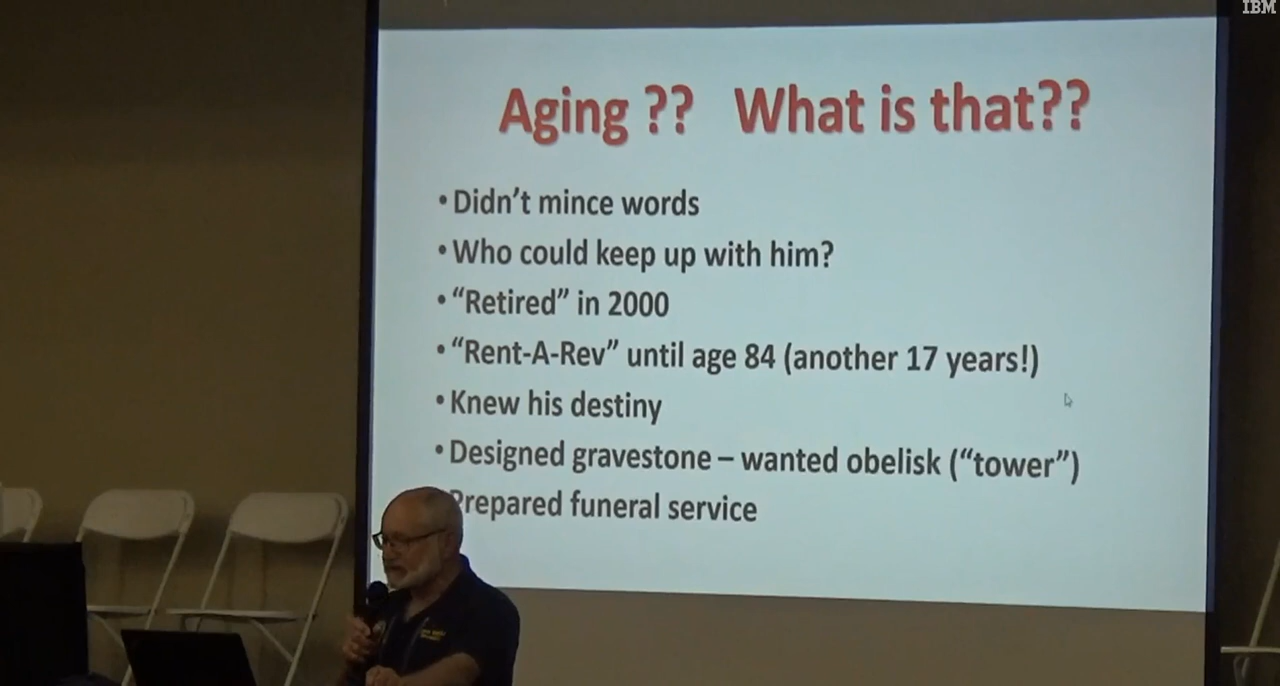 IBM
Aging ?? What is that??
• Didn't mince words
• Who could keep up with him?
• “Retired” in 2000
• “Rent-A-Rev” until age 84 (another 17 years!)
• Knew his destiny
• Designed gravestone – wanted obelisk (“tower”)
Prepared funeral service